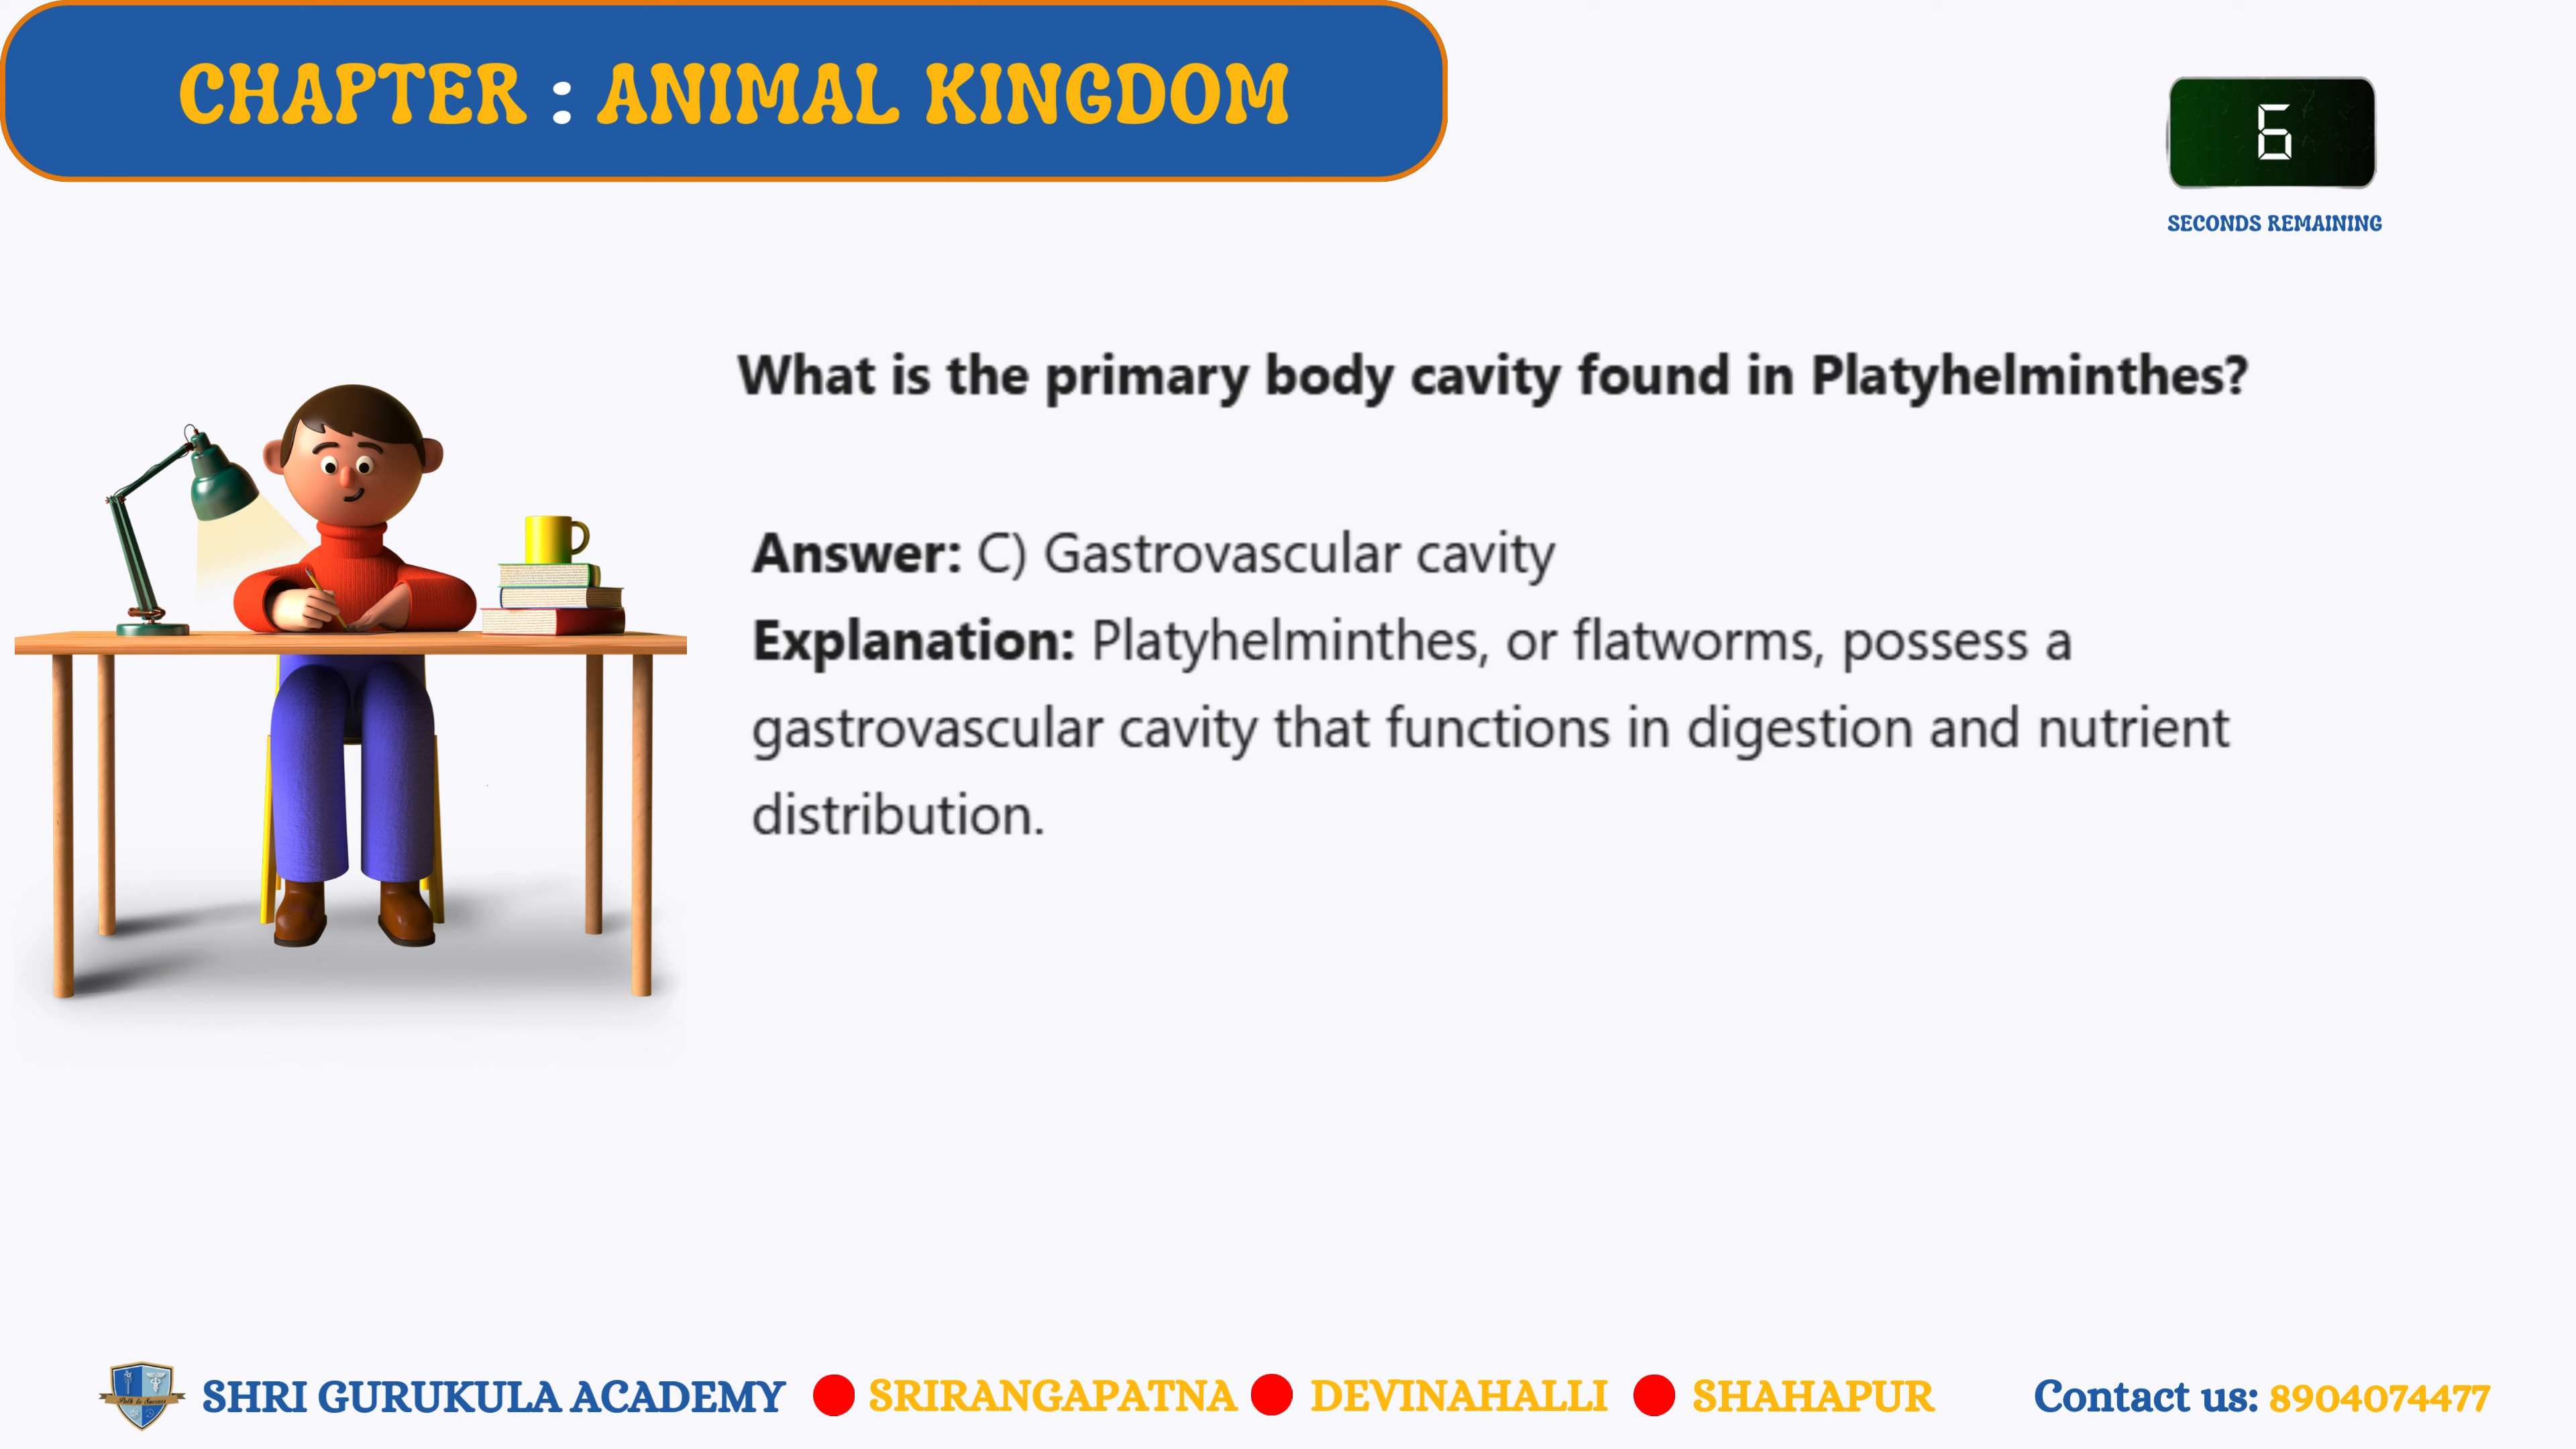 CHAPTER : ANIMAL KINGDOM
6
SECONDS REMAINING
What is the primary body cavity found in Platyhelminthes?
Answer: C) Gastrovascular cavity
Explanation: Platyhelminthes, or flatworms, possess a
gastrovascular cavity that functions in digestion and nutrient
distribution.
SHRI GURUKULA ACADEMY SRIRANGAPATNA DEVINAHALLI SHAHAPUR Contact us: 8904074477